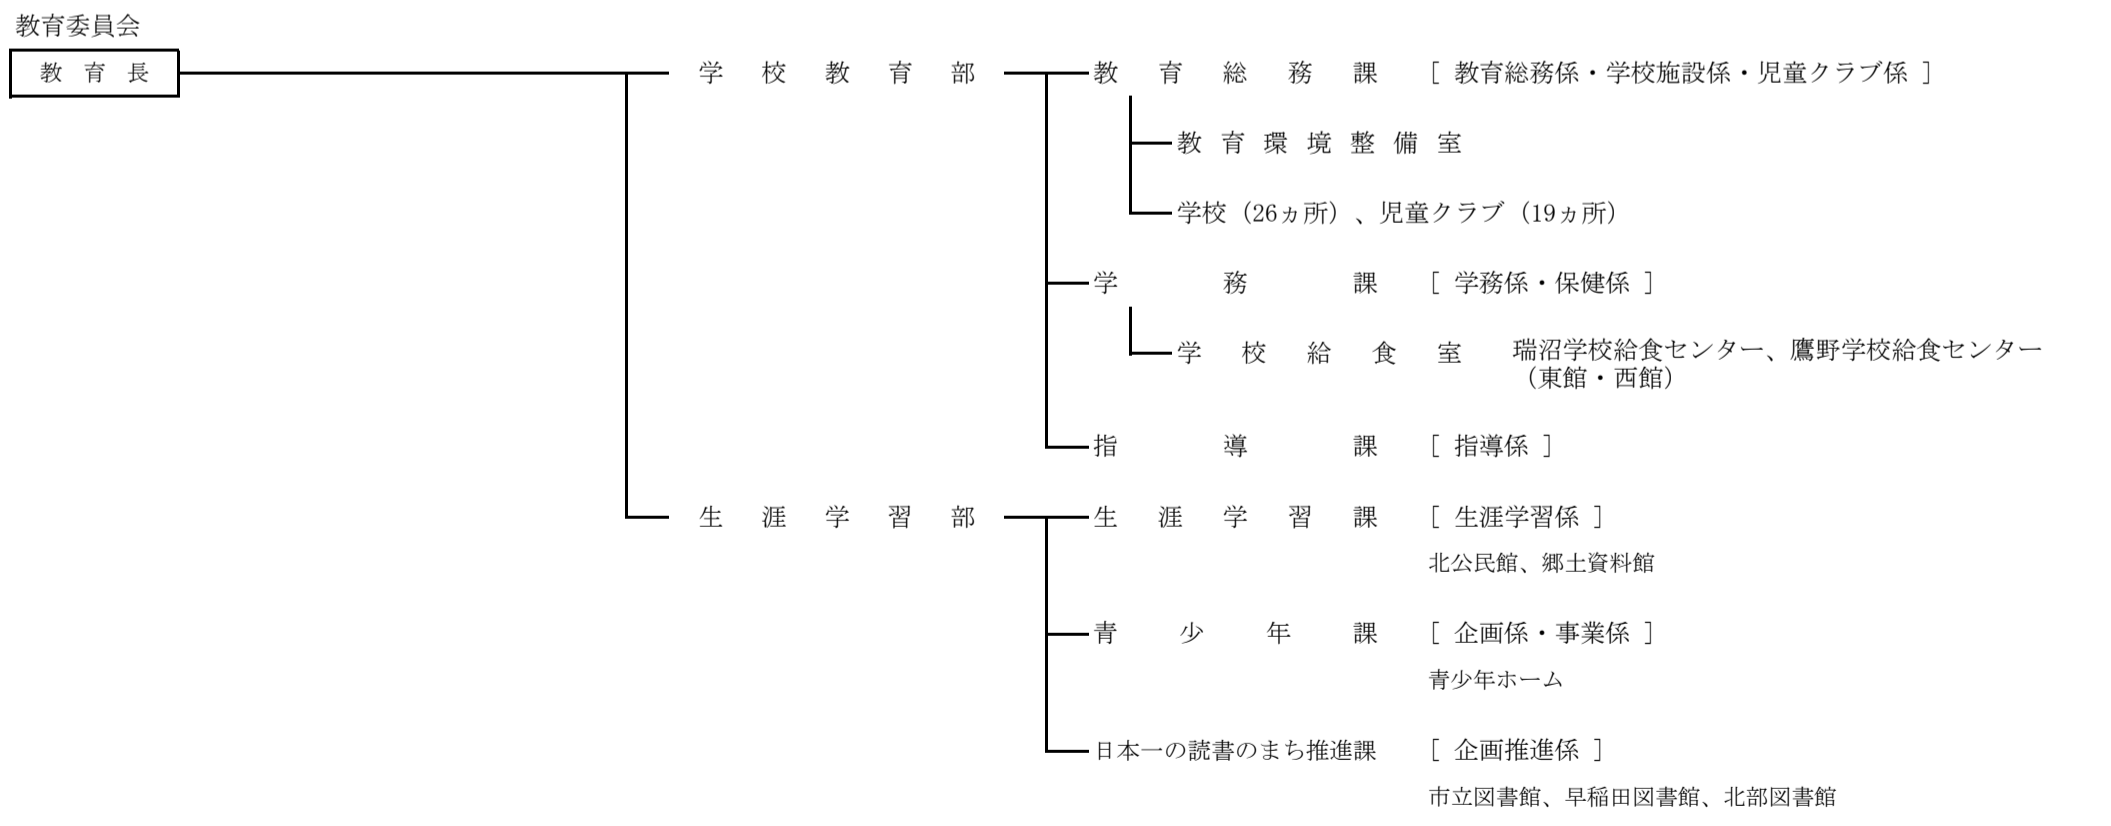 教育委員会
教育長 学校教育部 教育総務課 [ 教育総務係・学校施設係・児童クラブ係 ]
教育環境整備室
学校（26ヵ所）、児童クラブ（19ヵ所）
学務課 [ 学務係・保健係 ]
学校給食室 瑞沼学校給食センター、鷹野学校給食センター
（東館・西館）
指導課 [ 指導係 ]
生涯学習部 生涯学習課 [ 生涯学習係 ]
北公民館、郷土資料館
青少年課 [ 企画係・事業係 ]
青少年ホーム
日本一の読書のまち推進課 [ 企画推進係 ]
市立図書館、早稲田図書館、北部図書館